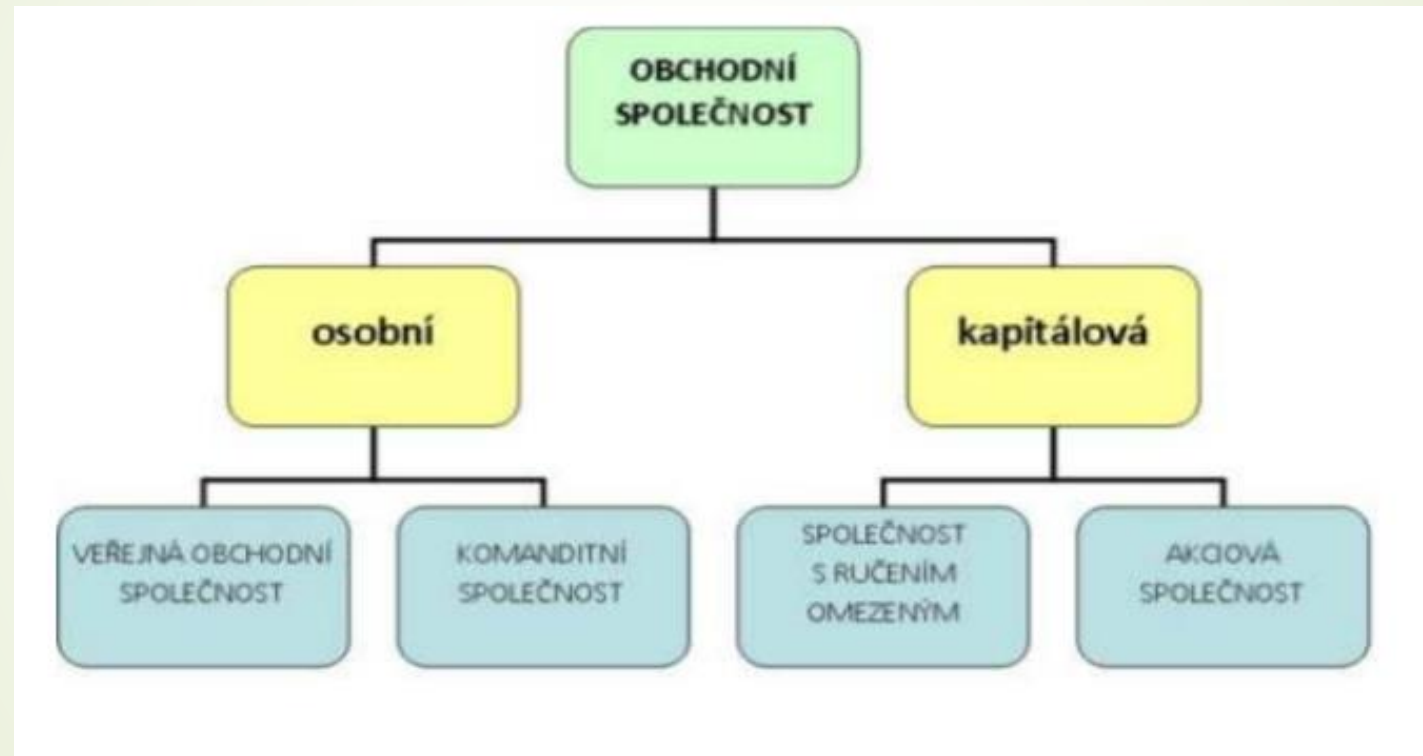 OBCHODNÍ
SPOLEČNOST
osobní
kapitálová
VEŘEJNÁ OBCHODNÍ
SPOLEČNOST
KOMANDITNÍ
SPOLEČNOST
SPOLEČNOST
S RUČENÍM
OMEZENÝM
AKCIOVÁ
SPOLEČNOST